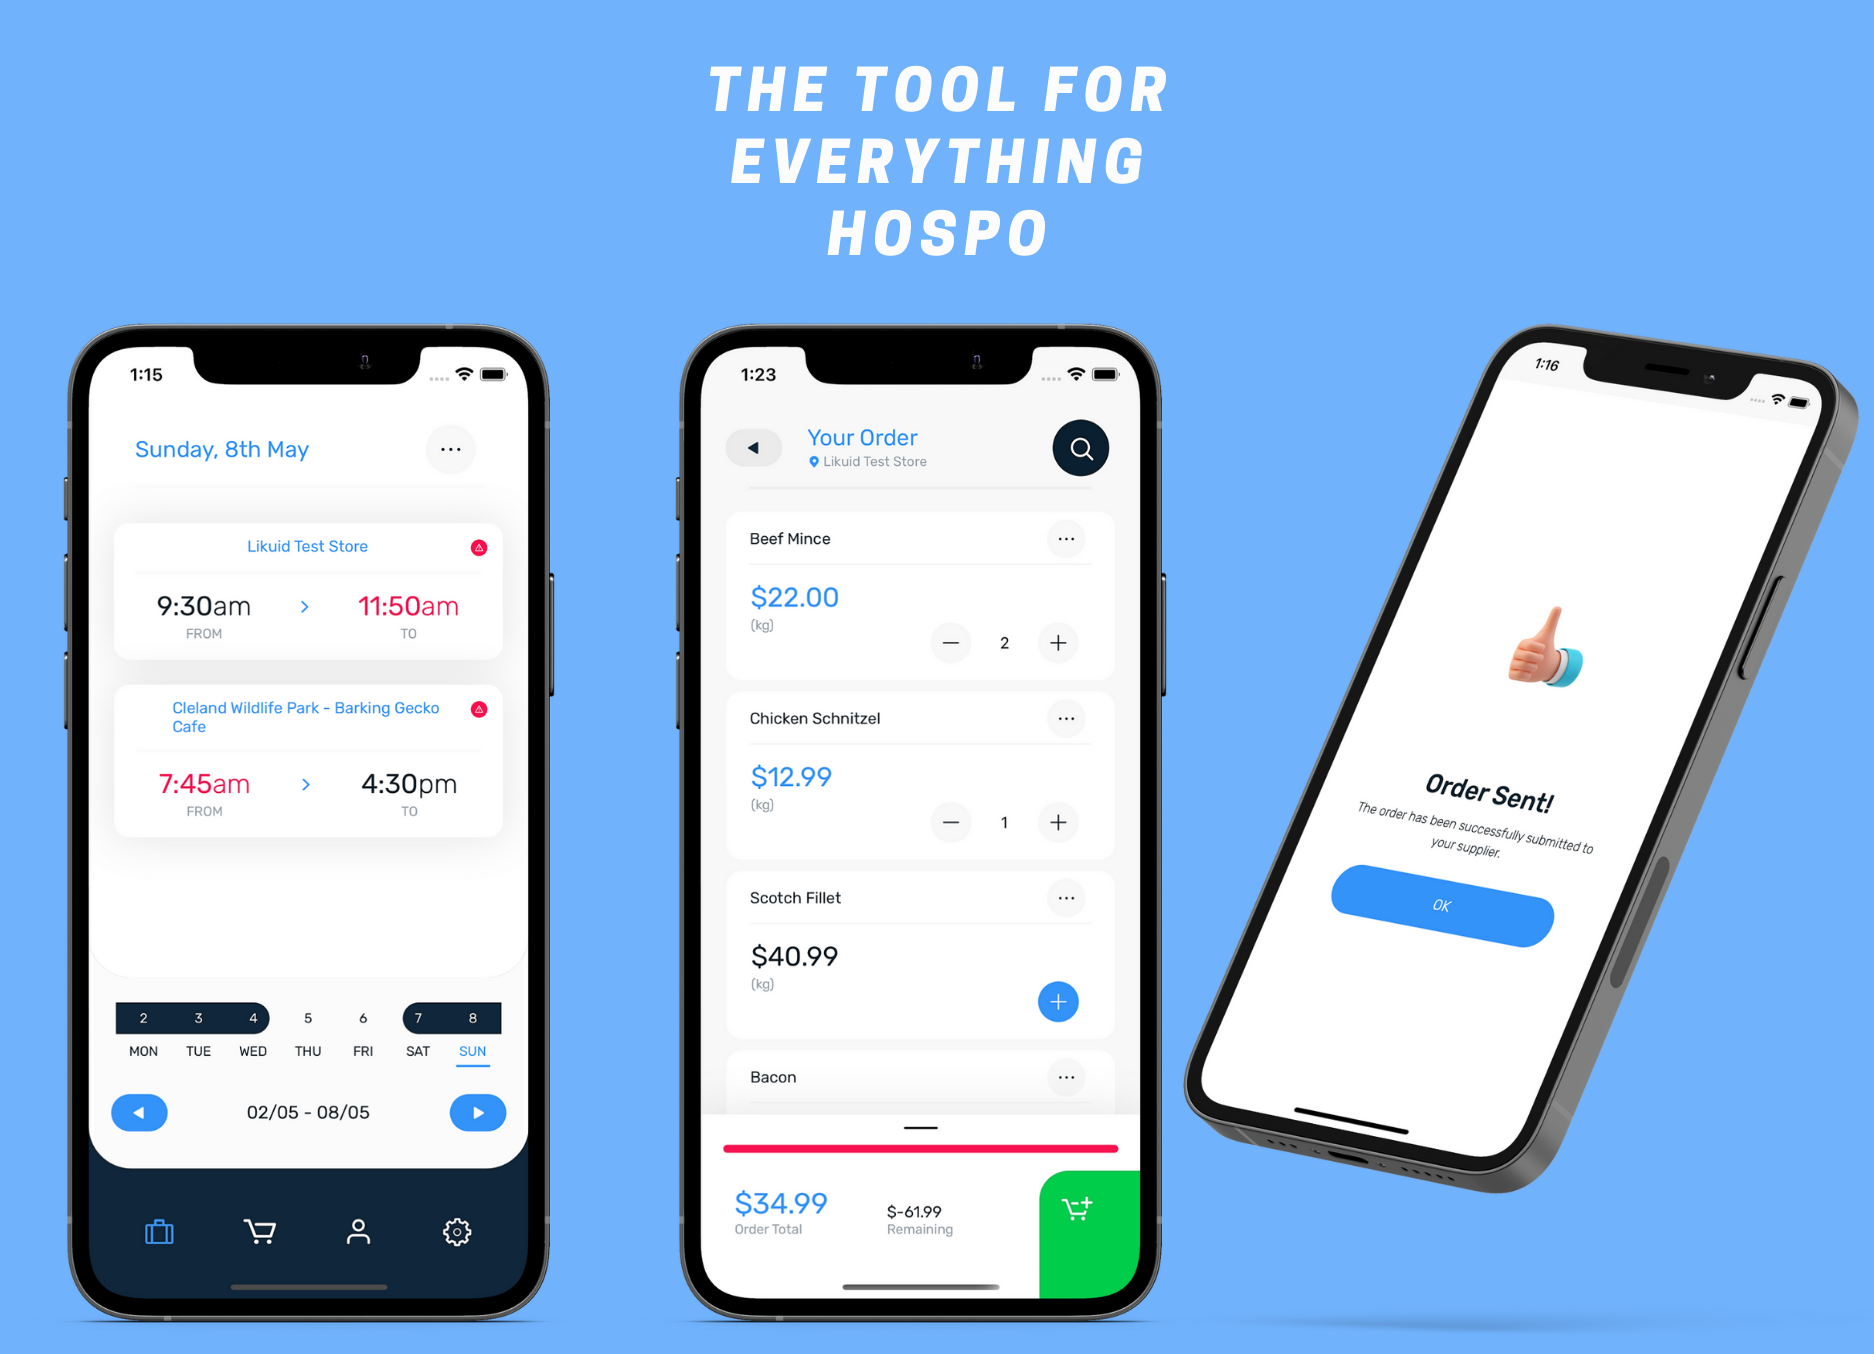 THE TOOL FOR
EVERYTHING
HOSPO
1:15
Sunday, 8th May
Likuid Test Store
9:30am
11:50am
FROM
TO
Cleland Wildlife Park - Barking Gecko
Cafe
7:45am
4:30pm
FROM
TO
2 3 4 5 6 7 8
MON TUE WED THU FRI SAT SUN
02/05 - 08/05
1:23
Your Order
Likuid Test Store
Beef Mince
$22.00
(kg)
2
Chicken Schnitzel
$12.99
(kg)
1
Scotch Fillet
$40.99
(kg)
Bacon
$34.99
Order Total
$-61.99
Remaining
1:16
Order Sent!
The order has been successfully submitted to
your supplier.
OK